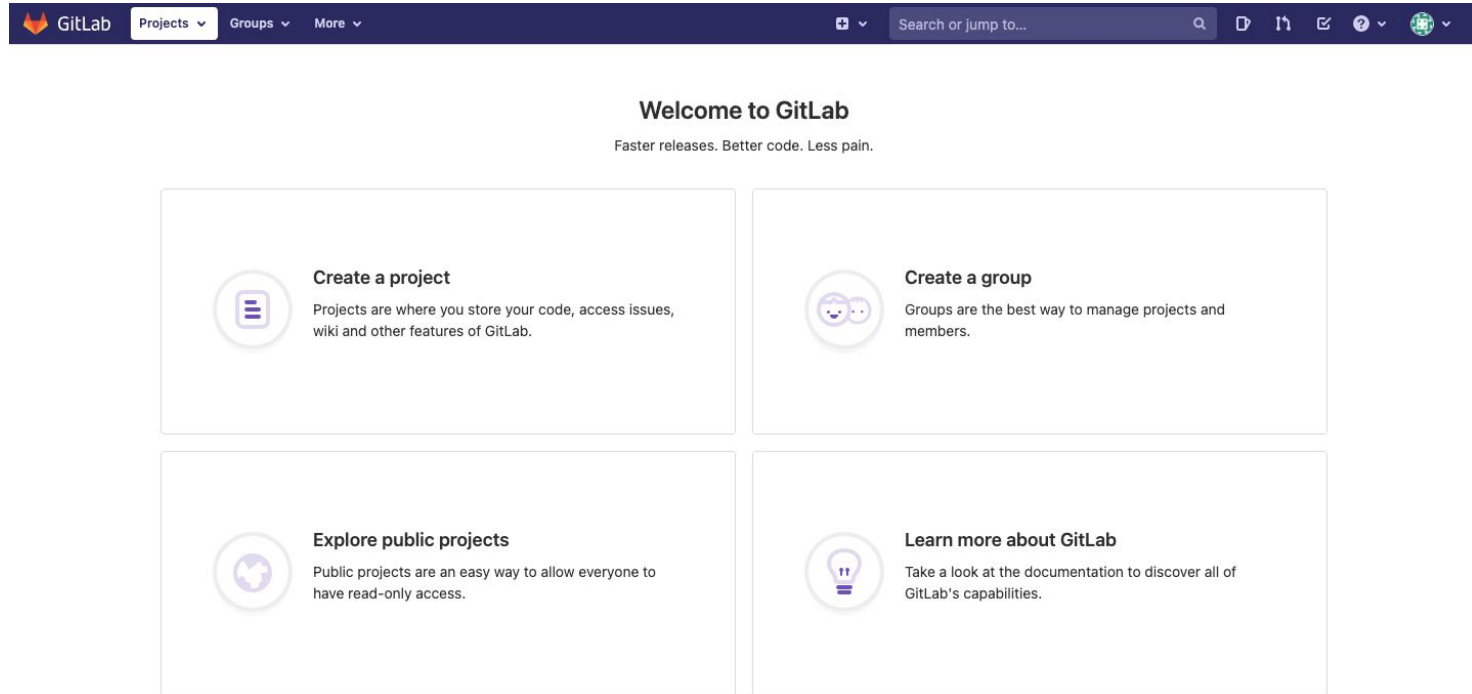 GitLab Projects Groups More Search or jump to...
Welcome to GitLab
Faster releases. Better code. Less pain.
Create a project
Projects are where you store your code, access issues,
wiki and other features of GitLab.
Create a group
Groups are the best way to manage projects and
members.
Explore public projects
Public projects are an easy way to allow everyone to
have read-only access.
Learn more about GitLab
Take a look at the documentation to discover all of
GitLab's capabilities.